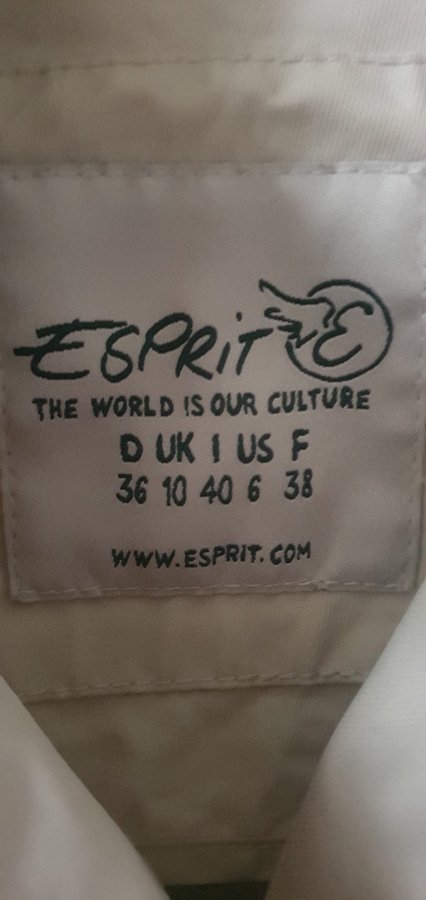 ESPRIT E
THE WORLD IS OUR CULTURE
D UK I US F
36 10 40 6 38
WWW.ESPRIT.COM